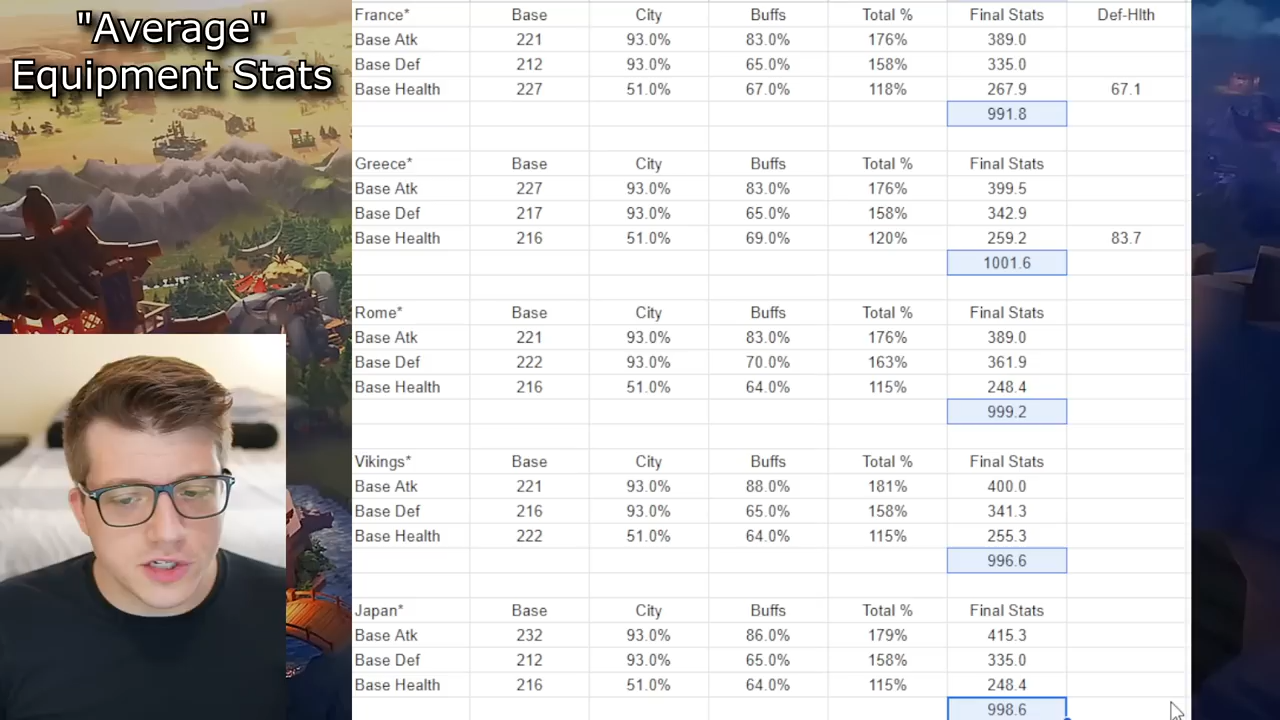 "Average"
Equipment Stats
France* Base City Buffs Total % Final Stats Def-Hlth
Base Atk 221 93.0% 83.0% 176% 389.0
Base Def 212 93.0% 65.0% 158% 335.0
Base Health 227 51.0% 67.0% 118% 267.9 67.1
991.8
Greece* Base City Buffs Total % Final Stats
Base Atk 227 93.0% 83.0% 176% 399.5
Base Def 217 93.0% 65.0% 158% 342.9
Base Health 216 51.0% 69.0% 120% 259.2 83.7
1001.6
Rome* Base City Buffs Total % Final Stats
Base Atk 221 93.0% 83.0% 176% 389.0
Base Def 222 93.0% 70.0% 163% 361.9
Base Health 216 51.0% 64.0% 115% 248.4
999.2
Vikings* Base City Buffs Total % Final Stats
Base Atk 221 93.0% 88.0% 181% 400.0
Base Def 216 93.0% 65.0% 158% 341.3
Base Health 222 51.0% 64.0% 115% 255.3
996.6
Japan* Base City Buffs Total % Final Stats
Base Atk 232 93.0% 86.0% 179% 415.3
Base Def 212 93.0% 65.0% 158% 335.0
Base Health 216 51.0% 64.0% 115% 248.4
998.6